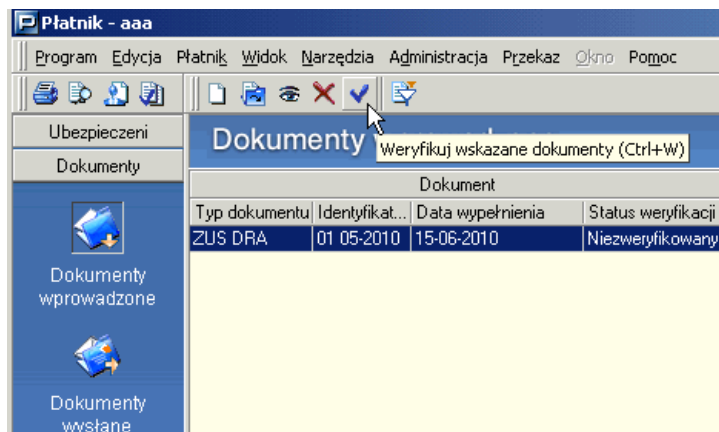 Płatnik - aaa
Program Edycja Płatnik Widok Narzędzia Administracja Przekaz Okno Pomoc
Ubezpieczeni
Dokumenty
Dokumenty
Weryfikuj wskazane dokumenty (Ctrl+W)
Dokument
Typ dokumentu Identyfikat... Data wypełnienia Status weryfikacji
ZUS DRA 01 05-2010 15-06-2010 Niezweryfikowany
Dokumenty
wprowadzone
Dokumenty
wysłane